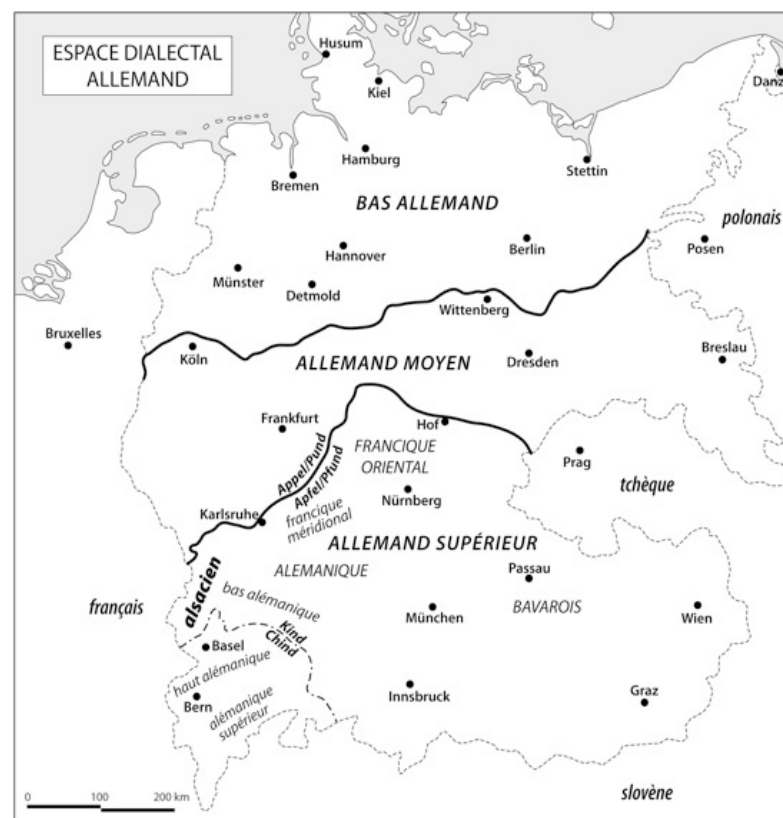 ESPACE DIALECTAL
ALLEMAND
Husum
Kiel
Danz
Hamburg
Stettin
Bremen
BAS ALLEMAND
polonais
Berlin
Posen
Hannover
Münster
Detmold
Wittenberg
Bruxelles
Köln
ALLEMAND MOYEN
Dresden
Breslau
Frankfurt
Hof
FRANCIQUE
ORIENTAL
Prag
Appel/Pund
Apfel/Pfund
tchèque
Nürnberg
Karlsruhe
francique
méridional
ALLEMAND SUPÉRIEUR
ALEMANIQUE
Passau
alsacien
bas alémanique
français
München
BAVAROIS
Wien
Kind
Chind
Basel
haut alémanique
Innsbruck
Bern
alémanique
supérieur
Graz
slovène
0 100 200 km